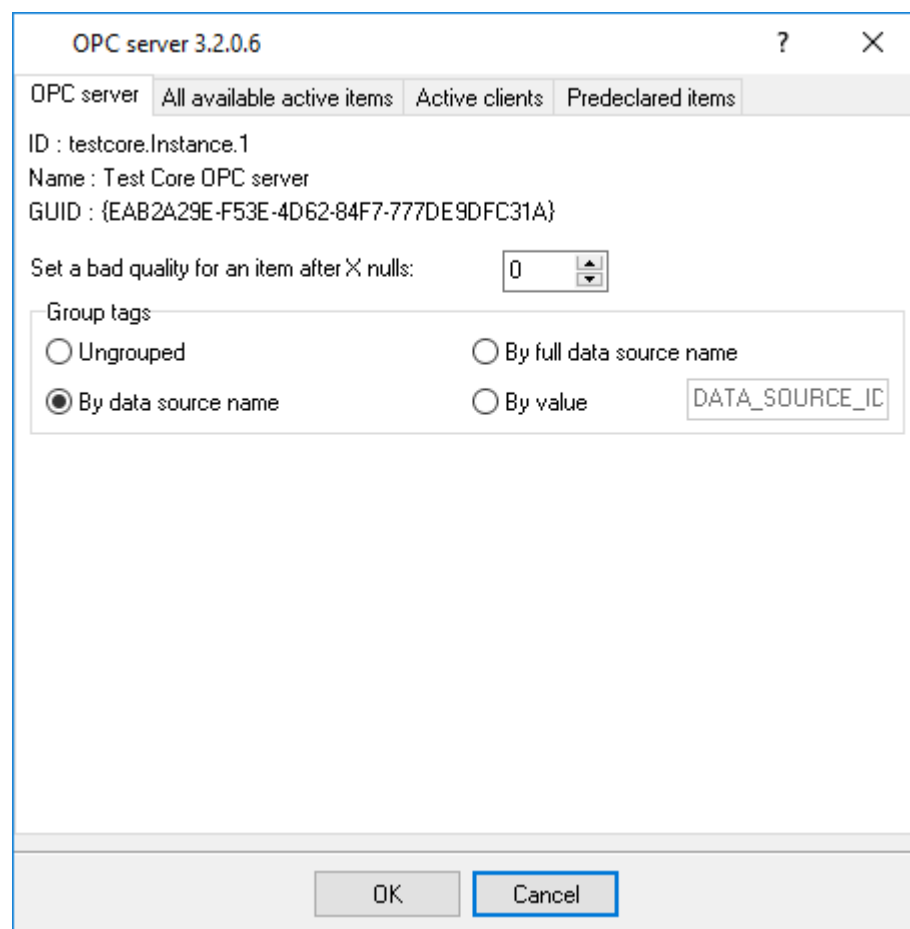 OPC server 3.2.0.6 ?
OPC server All available active items Active clients Predeclared items
ID : testcore.Instance.1
Name : Test Core OPC server
GUID : {EAB2A29E-F53E-4D62-84F7-777DE9DFC31A}
Set a bad quality for an item after X nulls: 0
Group tags
Ungrouped By full data source name
By data source name By value DATA_SOURCE_ID
OK Cancel